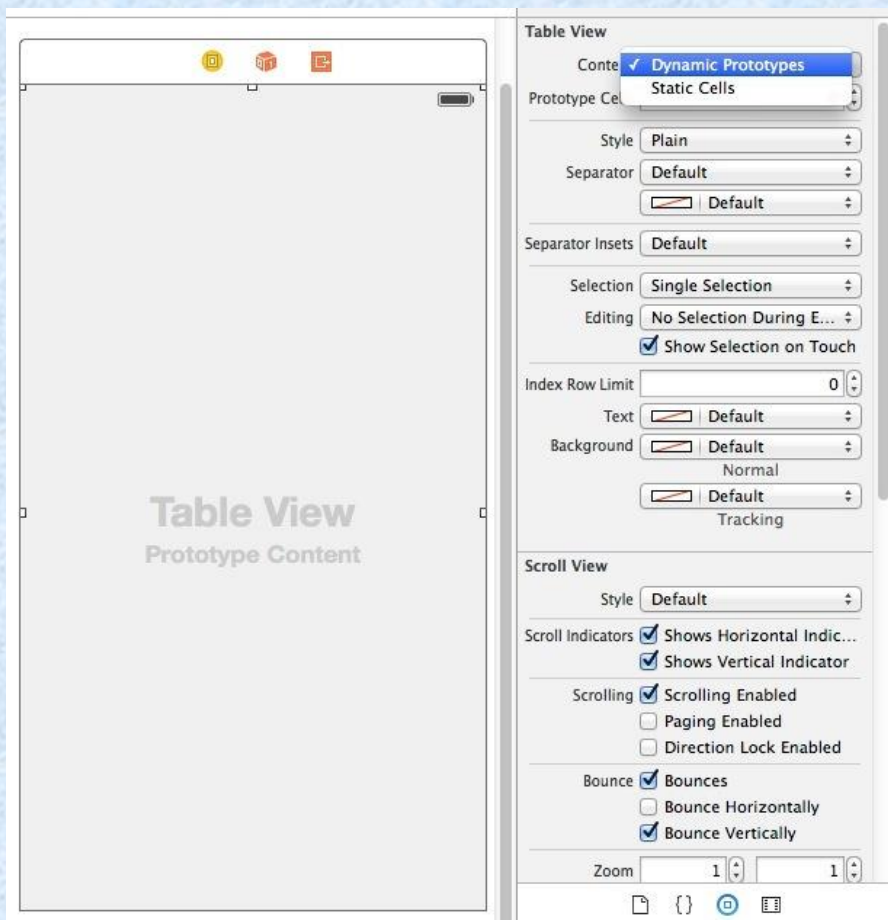 Table View
Prototype Content
Table View
Conte
✓ Dynamic Prototypes
Static Cells
Prototype Cel
Style Plain
Separator Default
Default
Separator Insets Default
Selection Single Selection
Editing No Selection During E...
Show Selection on Touch
Index Row Limit 0
Text Default
Background Default
Normal
Default
Tracking
Scroll View
Style Default
Scroll Indicators Shows Horizontal Indic...
Shows Vertical Indicator
Scrolling Scrolling Enabled
Paging Enabled
Direction Lock Enabled
Bounce Bounces
Bounce Horizontally
Bounce Vertically
Zoom 1 1
{}